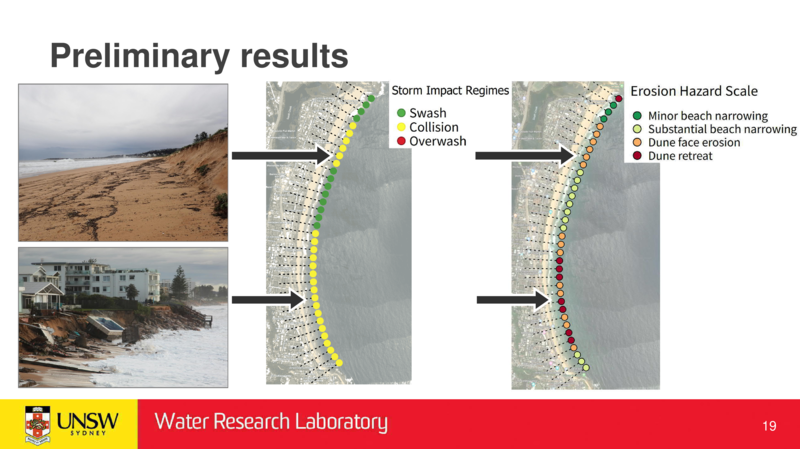 Preliminary results
Storm Impact Regimes
Swash
Collision
Overwash
Erosion Hazard Scale
Minor beach narrowing
Substantial beach narrowing
Dune face erosion
Dune retreat
UNSW
SYDNEY
Water Research Laboratory
19